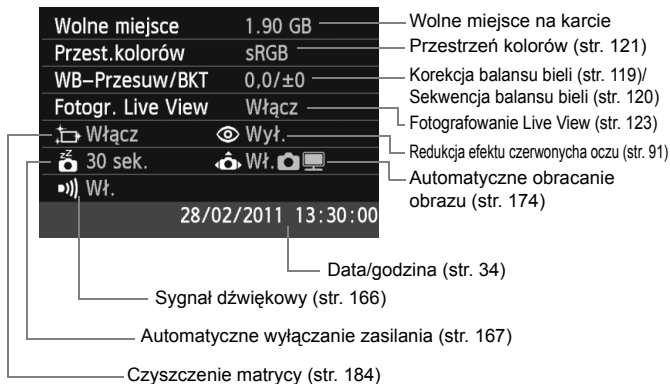 Wolne miejsce 1.90 GB
Wolne miejsce na karcie
Przest.kolorów sRGB
Przestrzeń kolorów (str. 121)
WB–Przesuw/BKT 0,0/±0
Korekcja balansu bieli (str. 119)/
Sekwencja balansu bieli (str. 120)
Fotogr. Live View Włącz
Fotografowanie Live View (str. 123)
Włącz Wył.
Redukcja efektu czerwonycha oczu (str. 91)
30 sek. Wł.
Automatyczne obracanie
obrazu (str. 174)
Wł.
28/02/2011 13:30:00
Data/godzina (str. 34)
Sygnał dźwiękowy (str. 166)
Automatyczne wyłączanie zasilania (str. 167)
Czyszczenie matrycy (str. 184)